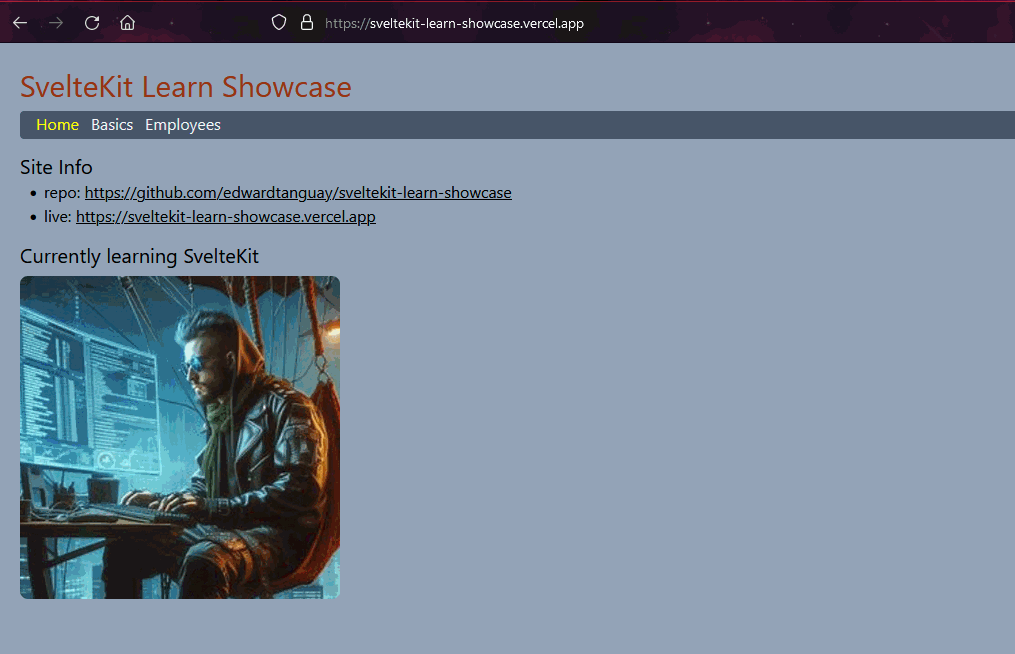 https://sveltekit-learn-showcase.vercel.app
SvelteKit Learn Showcase
Home Basics Employees
Site Info
• repo: https://github.com/edwardtanguay/sveltekit-learn-showcase
• live: https://sveltekit-learn-showcase.vercel.app
Currently learning SvelteKit